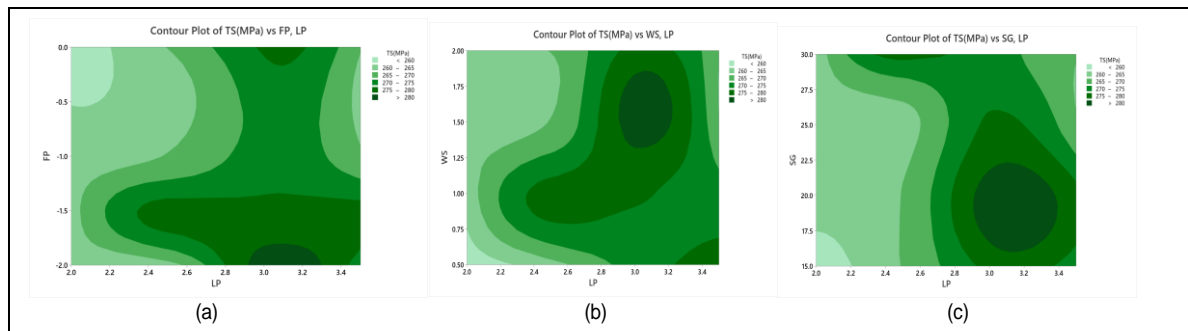 Contour Plot of TS(MPa) vs FP, LP
TS(MPa)
< 260
260 – 265
265 – 270
270 – 275
275 – 280
> 280
0.0
-0.5
-1.0
-1.5
-2.0
FP
2.0 2.2 2.4 2.6 2.8 3.0 3.2 3.4
LP
(a)
Contour Plot of TS(MPa) vs WS, LP
TS(MPa)
< 260
260 – 265
265 – 270
270 – 275
275 – 280
> 280
2.00
1.75
1.50
1.25
1.00
0.75
0.50
WS
2.0 2.2 2.4 2.6 2.8 3.0 3.2 3.4
LP
(b)
Contour Plot of TS(MPa) vs SG, LP
TS(MPa)
< 260
260 – 265
265 – 270
270 – 275
275 – 280
> 280
30.0
27.5
25.0
22.5
20.0
17.5
15.0
SG
2.0 2.2 2.4 2.6 2.8 3.0 3.2 3.4
LP
(c)